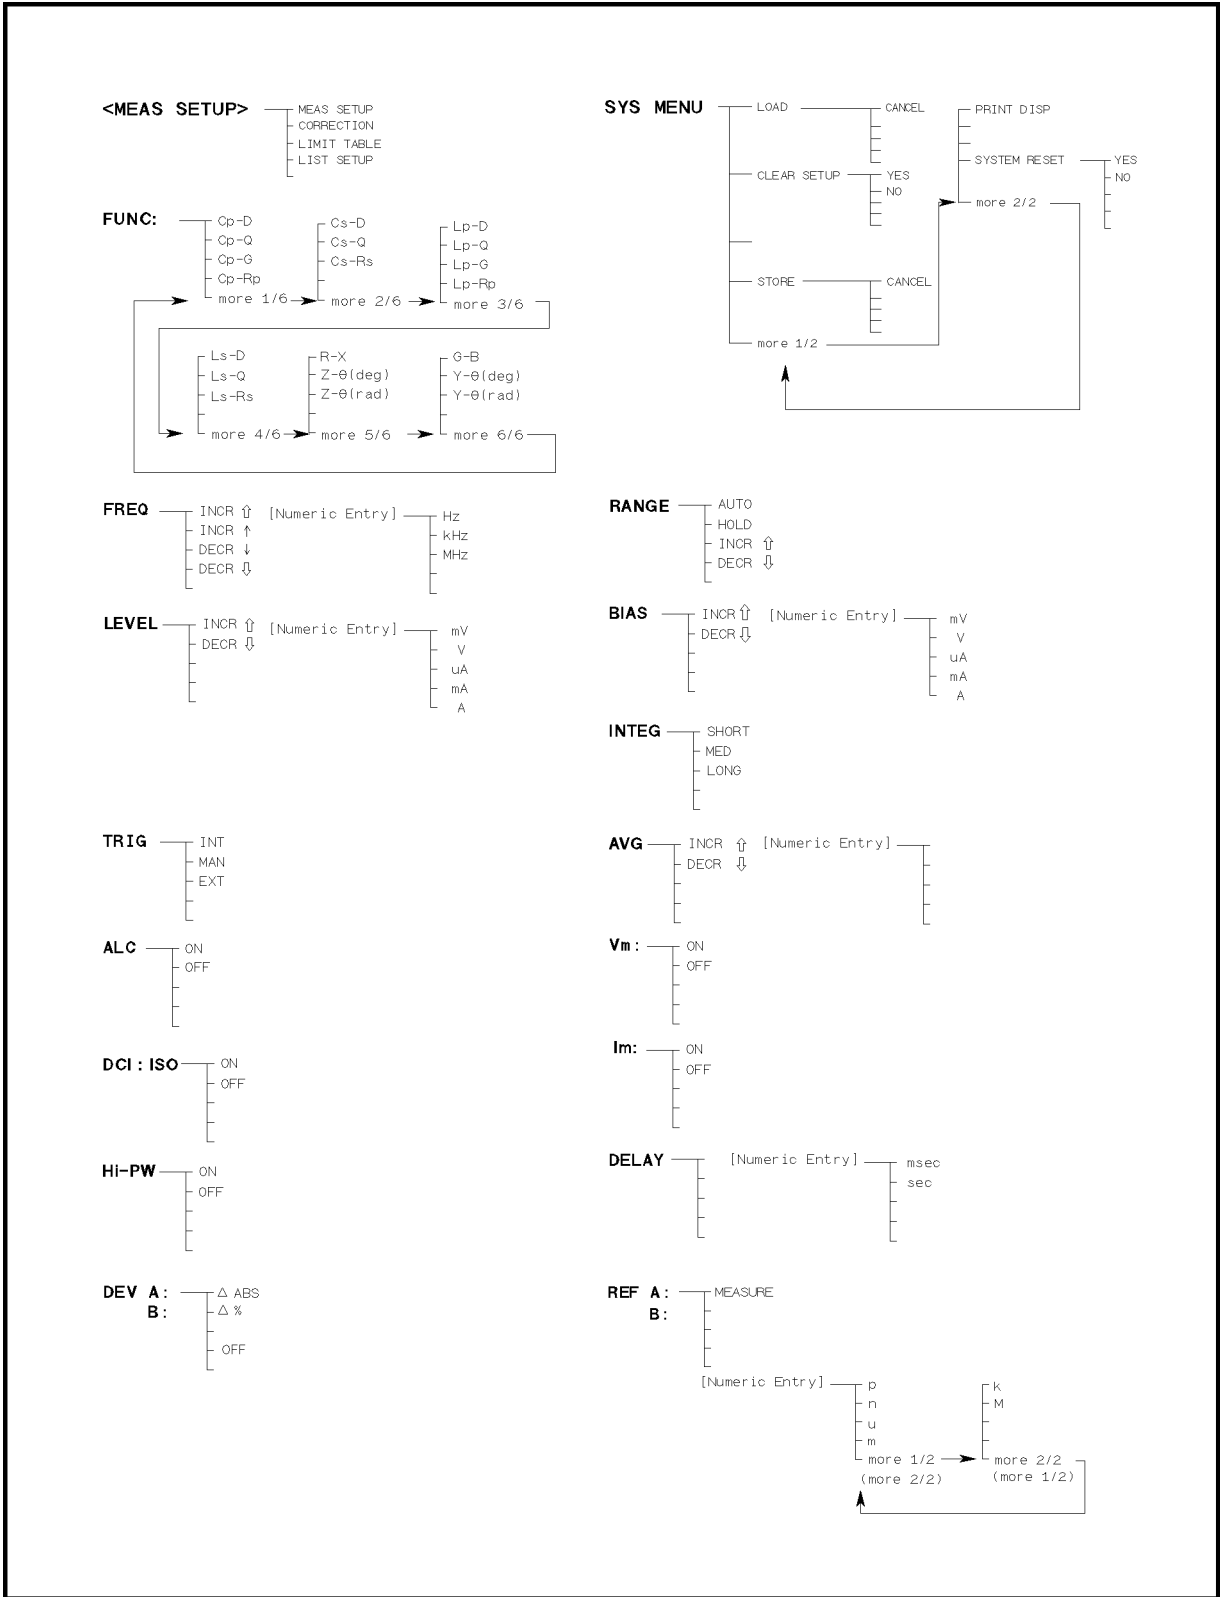 <MEAS SETUP>
MEAS SETUP
CORRECTION
LIMIT TABLE
LIST SETUP
SYS MENU
LOAD
CANCEL
CLEAR SETUP
YES
NO
STORE
CANCEL
more 1/2
PRINT DISP
SYSTEM RESET
YES
NO
more 2/2
FUNC:
Cp-D
Cp-Q
Cp-G
Cp-Rp
more 1/6
Cs-D
Cs-Q
Cs-Rs
more 2/6
Lp-D
Lp-Q
Lp-G
Lp-Rp
more 3/6
Ls-D
Ls-Q
Ls-Rs
more 4/6
R-X
Z-θ(deg)
Z-θ(rad)
more 5/6
G-B
Y-θ(deg)
Y-θ(rad)
more 6/6
FREQ
INCR ⇧
INCR ↑
DECR ↓
DECR ⇩
[Numeric Entry]
Hz
kHz
MHz
RANGE
AUTO
HOLD
INCR ⇧
DECR ⇩
LEVEL
INCR ⇧
DECR ⇩
[Numeric Entry]
mV
V
uA
mA
A
BIAS
INCR ⇧
DECR ⇩
[Numeric Entry]
mV
V
uA
mA
A
INTEG
SHORT
MED
LONG
TRIG
INT
MAN
EXT
AVG
INCR ⇧
DECR ⇩
[Numeric Entry]
ALC
ON
OFF
Vm:
ON
OFF
DCI:ISO
ON
OFF
Im:
ON
OFF
Hi-PW
ON
OFF
DELAY
[Numeric Entry]
msec
sec
DEV A:
B:
△ ABS
△ %
OFF
REF A:
B:
MEASURE
[Numeric Entry]
p
n
u
m
more 1/2
(more 2/2)
k
M
more 2/2
(more 1/2)